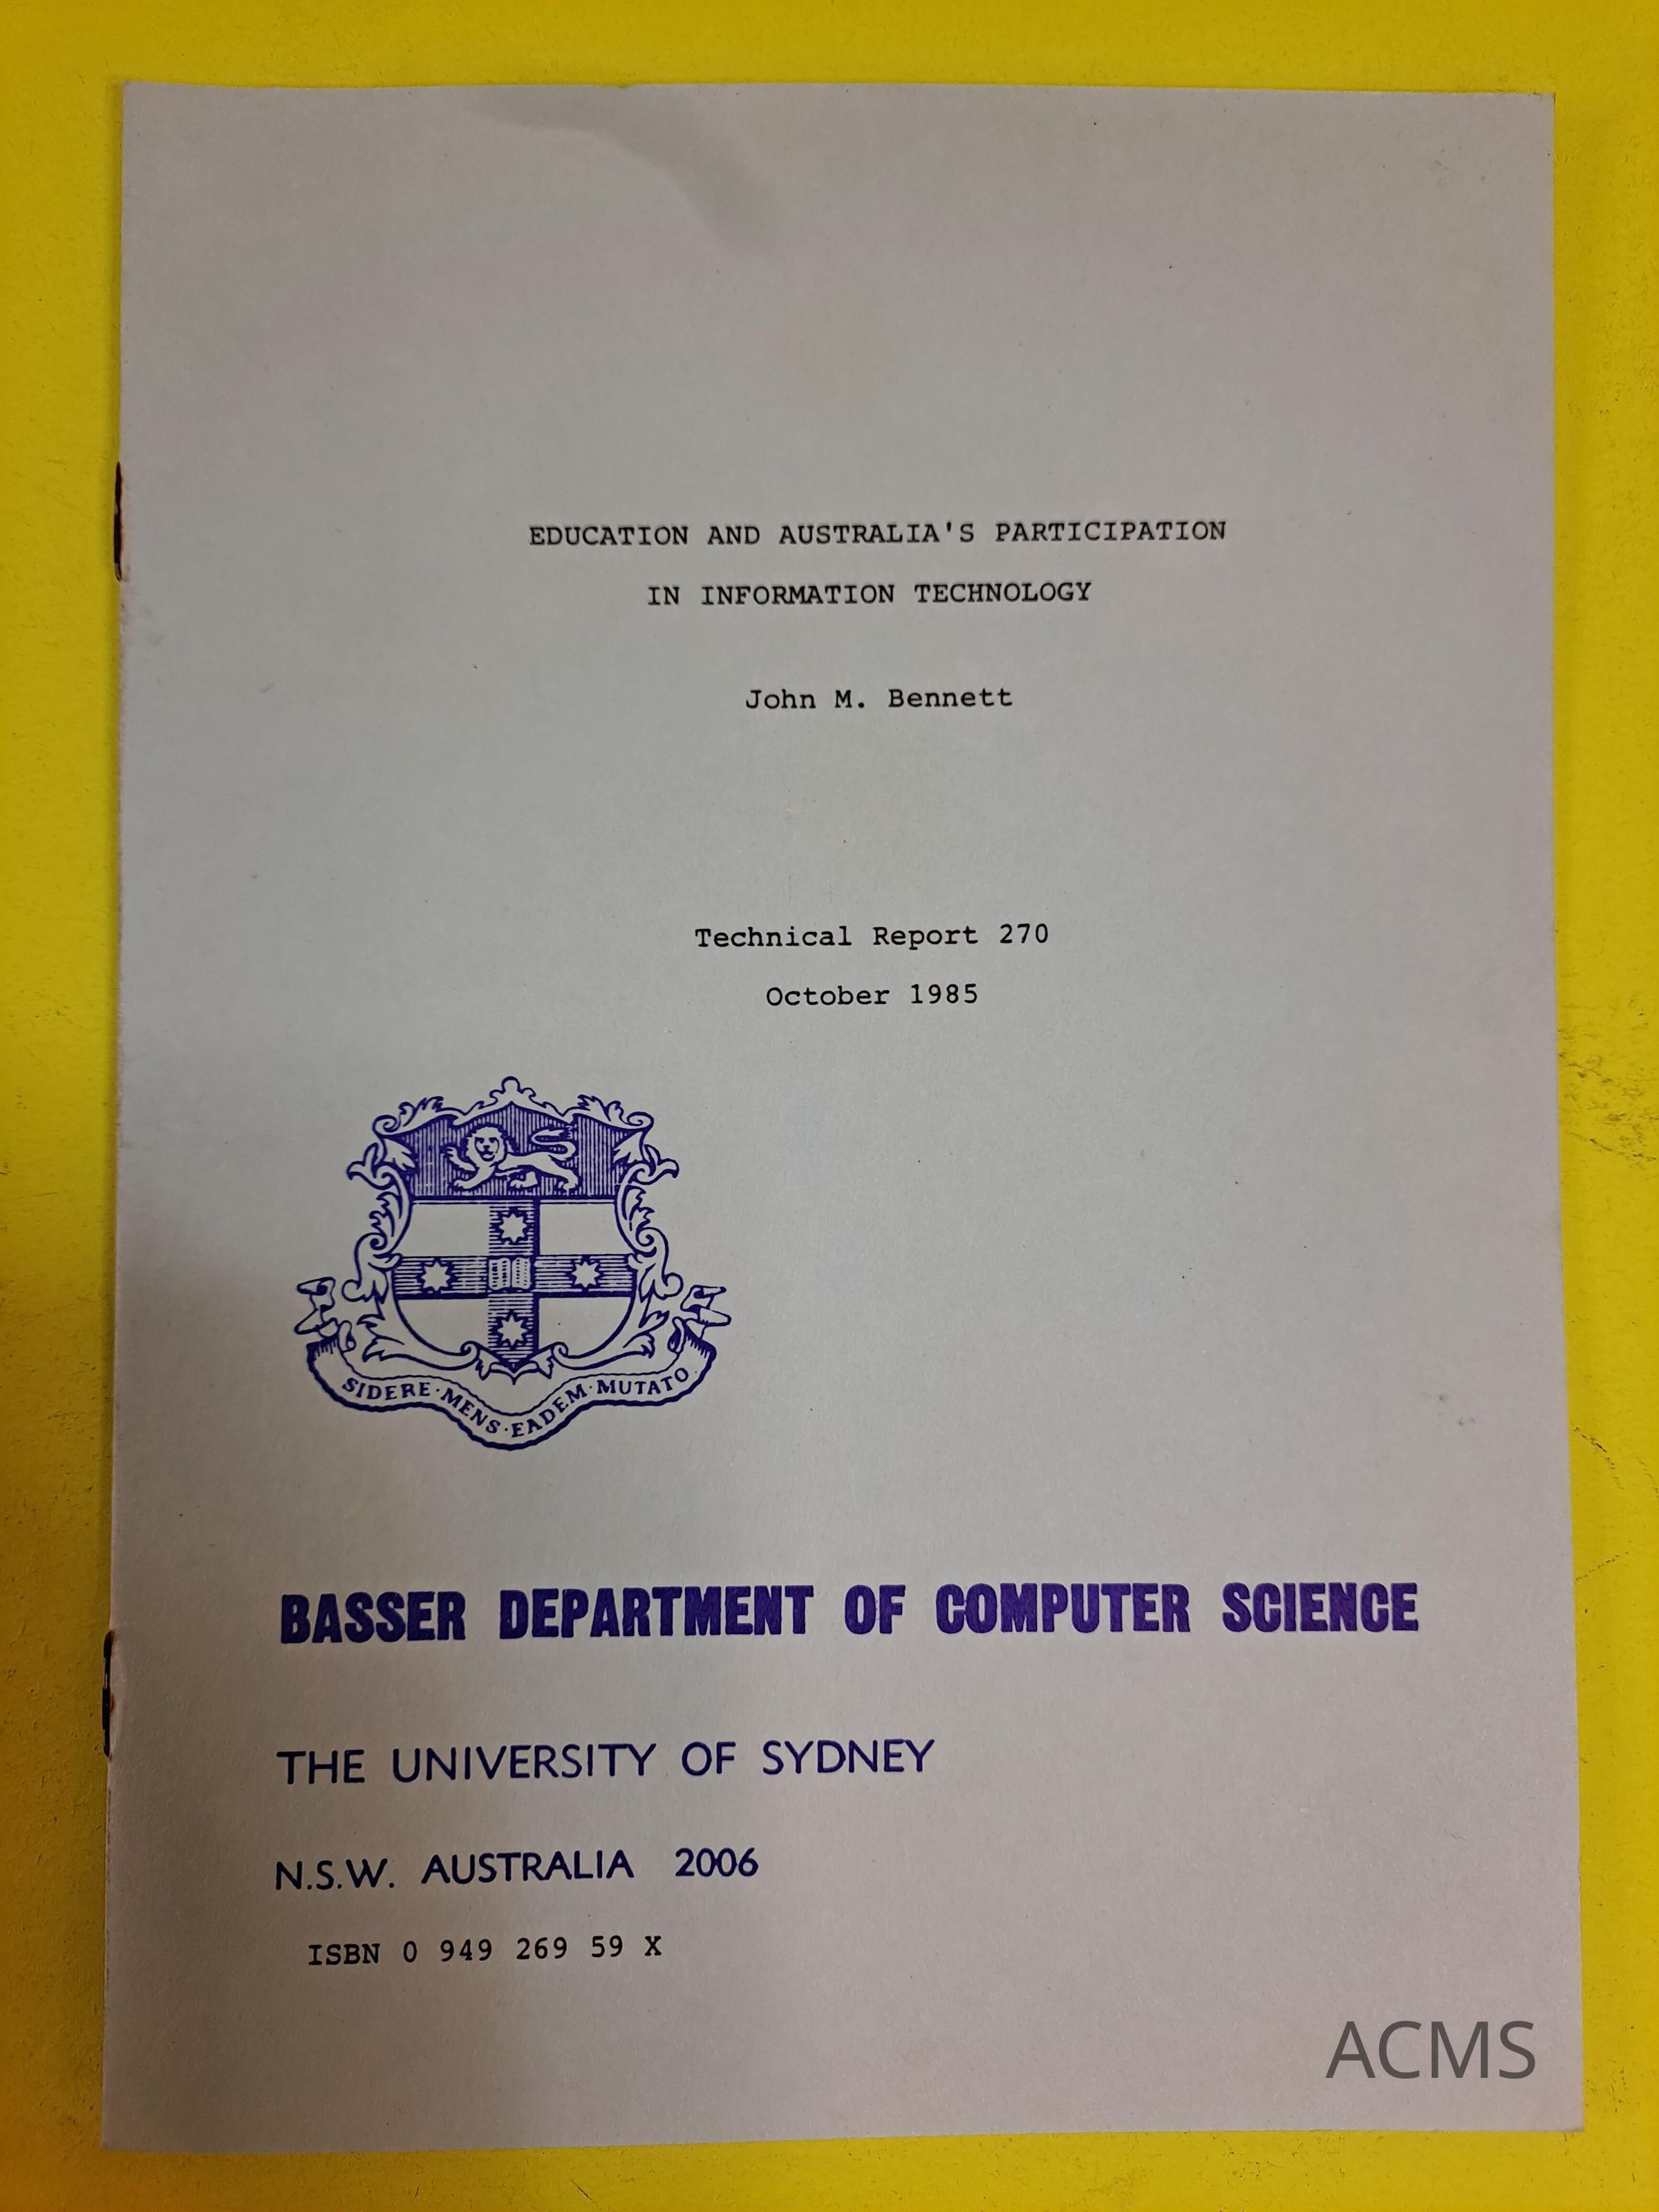 EDUCATION AND AUSTRALIA'S PARTICIPATION
IN INFORMATION TECHNOLOGY
John M. Bennett
Technical Report 270
October 1985
SIDERE·MENS·EADEM·MUTATO
BASSER DEPARTMENT OF COMPUTER SCIENCE
THE UNIVERSITY OF SYDNEY
N.S.W. AUSTRALIA 2006
ISBN 0 949 269 59 X
ACMS